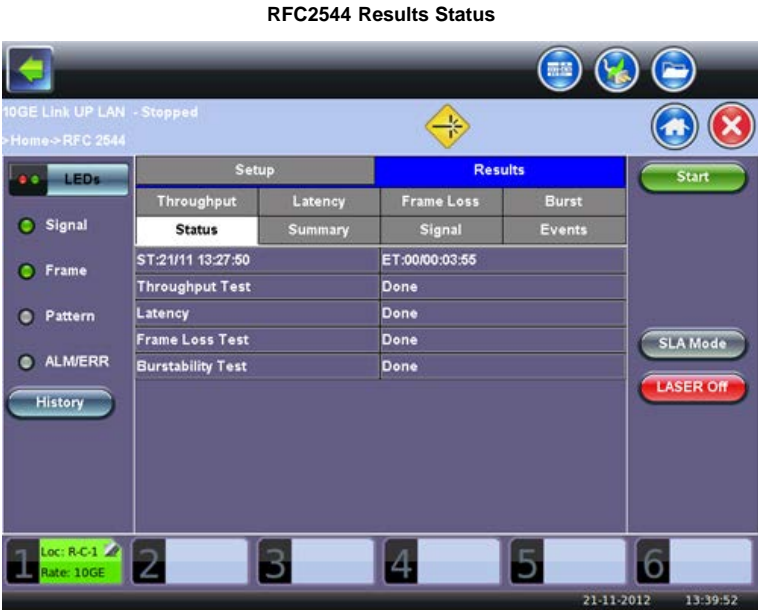 RFC2544 Results Status
10GE Link UP LAN - Stopped
>Home->RFC 2544
LEDs
Setup
Results
Start
Throughput
Latency
Frame Loss
Burst
Signal
Status
Summary
Signal
Events
ST:21/11 13:27:50
ET:00/00:03:55
Frame
Throughput Test
Done
Pattern
Latency
Done
Frame Loss Test
Done
SLA Mode
ALM/ERR
Burstability Test
Done
LASER Off
History
1
Loc: R-C-1
Rate: 10GE
2
3
4
5
6
21-11-2012 13:39:52